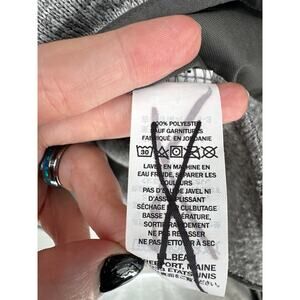 100% POLYESTER
SAUF GARNITURES
FABRIQUÉ EN JORDANIE
30
LAVER EN MACHINE EN
EAU FROIDE, SÉPARER LES
COULEURS
PAS D'EAU DE JAVEL NI
D'ASSOUPLISSANT
SÉCHAGE PAR CULBUTAGE
BASSE TEMPÉRATURE,
SORTIR RAPIDEMENT
NE PAS REPASSER
NE PAS NETTOYER À SEC
L.L.BEAN
FREEPORT, MAINE
ÉTATS UNIS